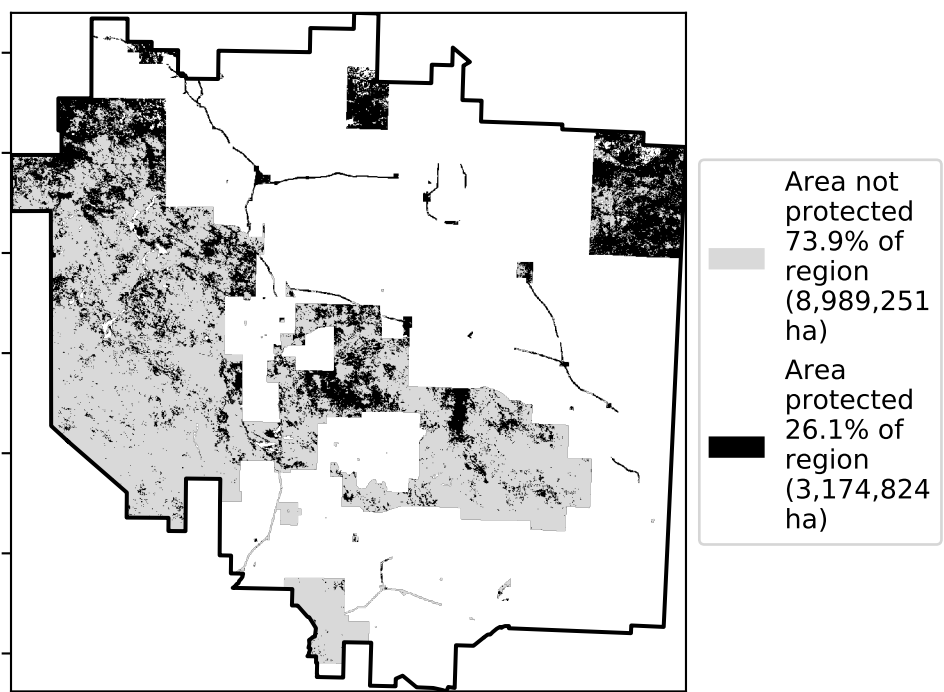 Area not
protected
73.9% of
region
(8,989,251
ha)
Area
protected
26.1% of
region
(3,174,824
ha)